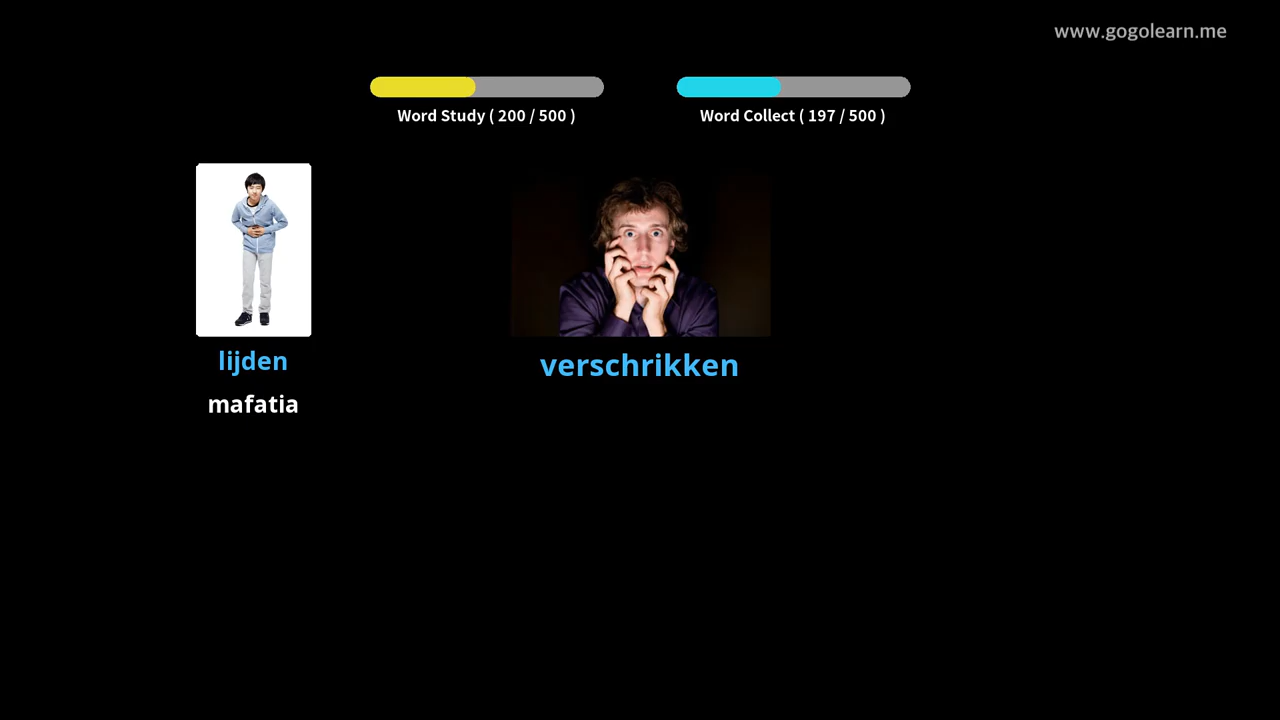 www.gogolearn.me
Word Study ( 200 / 500 )
Word Collect ( 197 / 500 )
lijden
mafatia
verschrikken